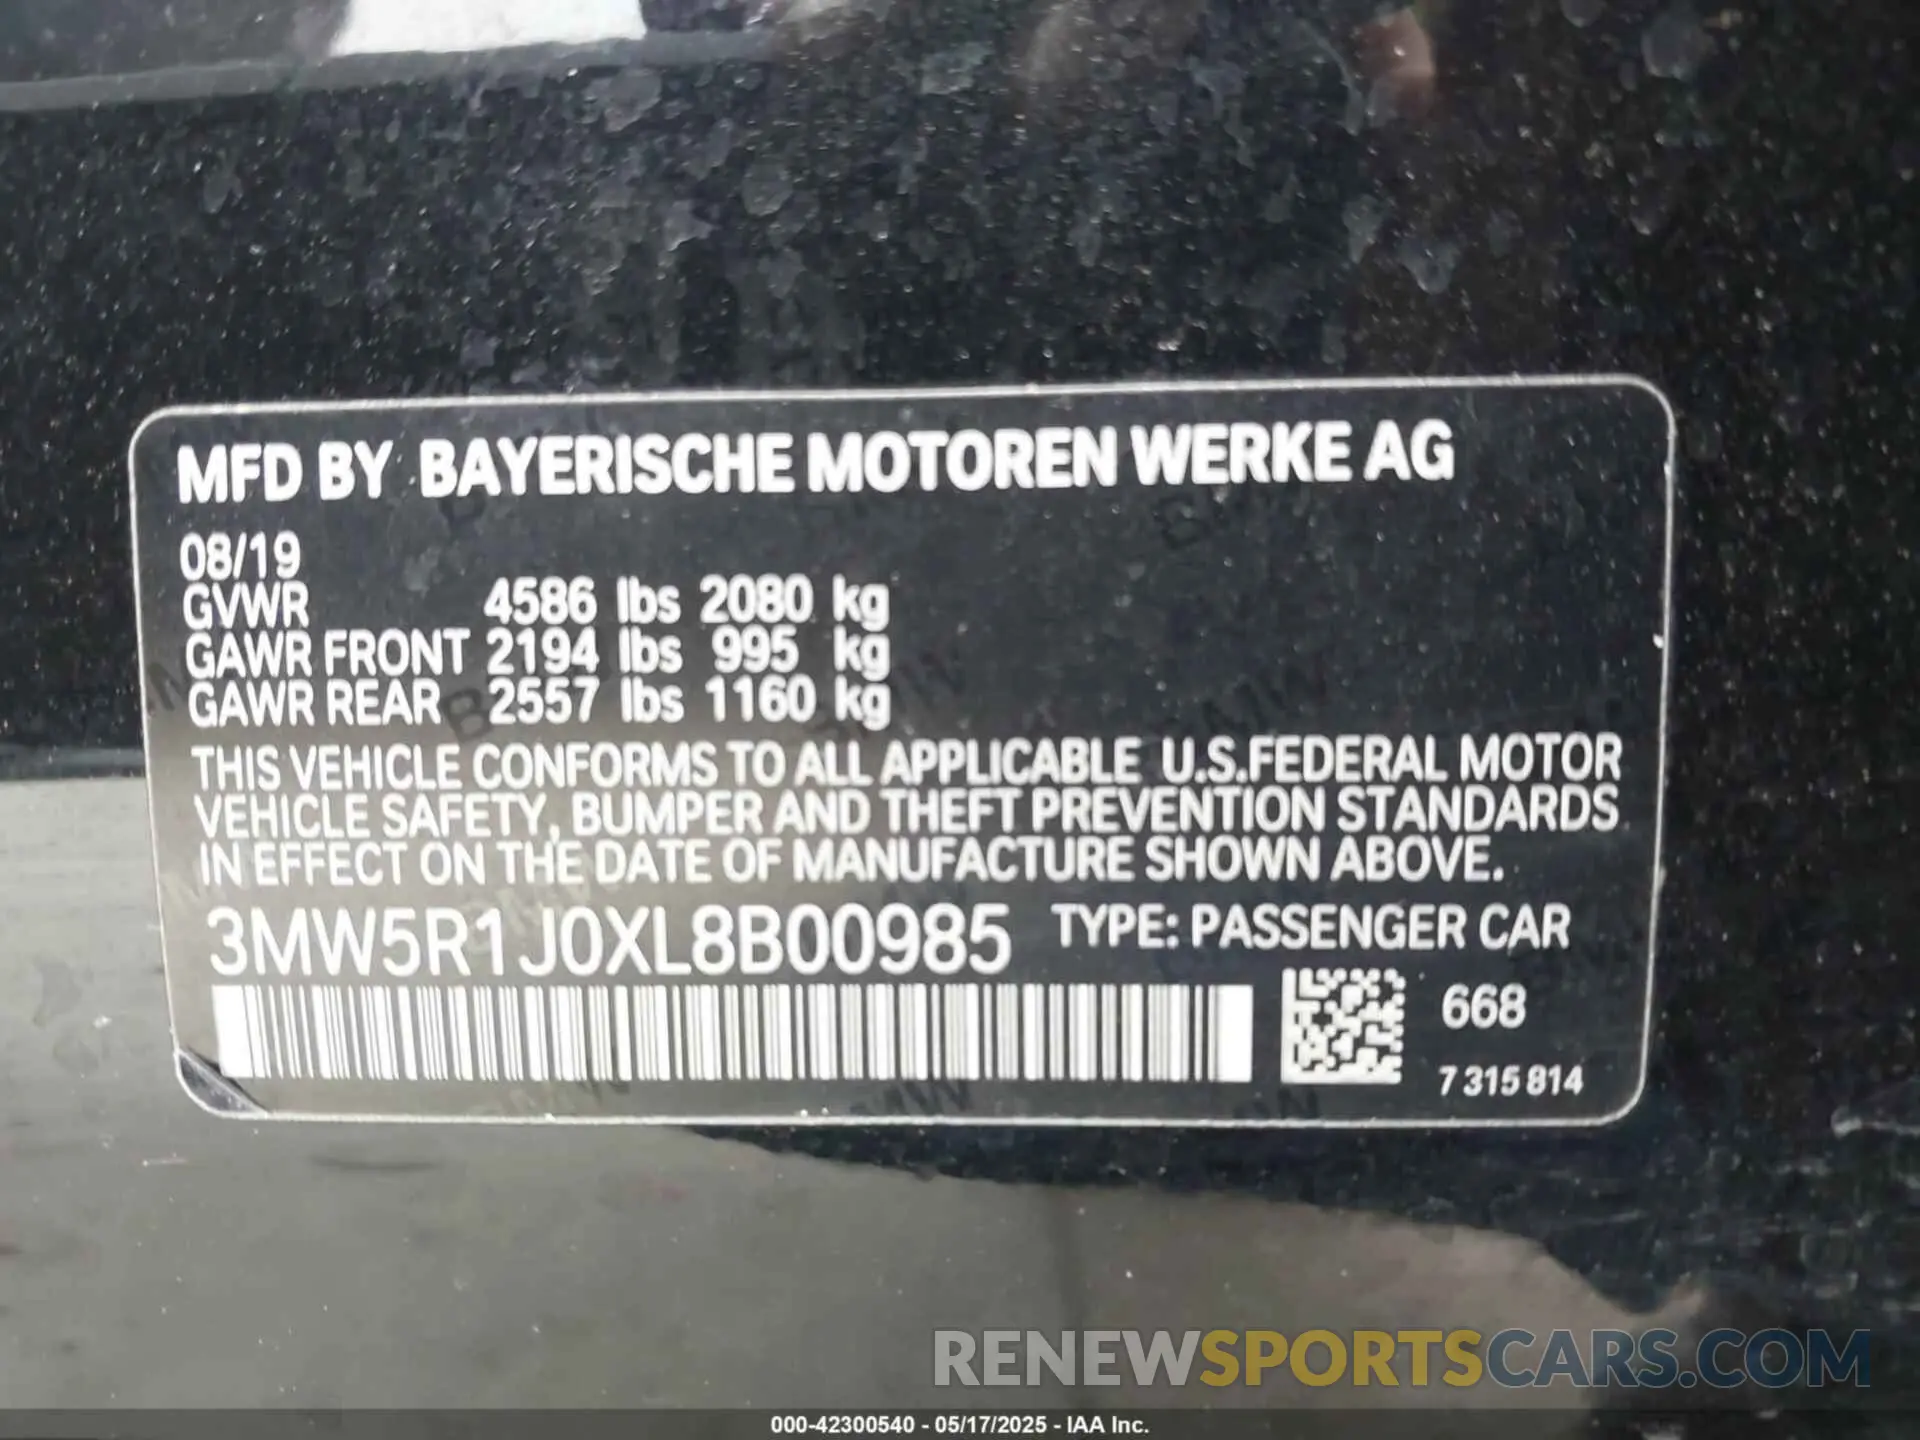 MFD BY BAYERISCHE MOTOREN WERKE AG
08/19
GVWR 4586 lbs 2080 kg
GAWR FRONT 2194 lbs 995 kg
GAWR REAR 2557 lbs 1160 kg
THIS VEHICLE CONFORMS TO ALL APPLICABLE U.S.FEDERAL MOTOR
VEHICLE SAFETY, BUMPER AND THEFT PREVENTION STANDARDS
IN EFFECT ON THE DATE OF MANUFACTURE SHOWN ABOVE.
3MW5R1J0XL8B00985 TYPE: PASSENGER CAR
668
7 315 814
RENEWSPORTSCARS.COM
000-42300540 - 05/17/2025 - IAA Inc.